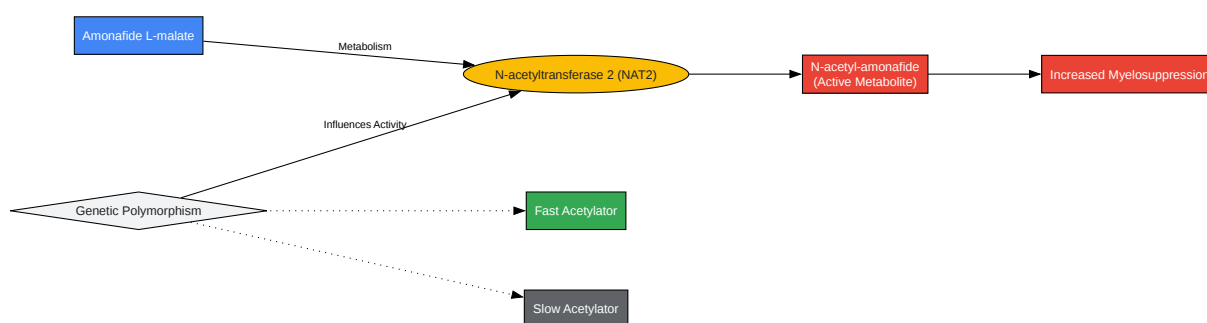 Amonafide L-malate
Metabolism
N-acetyltransferase 2 (NAT2)
N-acetyl-amonafide
(Active Metabolite)
Increased Myelosuppression
Influences Activity
Genetic Polymorphism
Fast Acetylator
Slow Acetylator